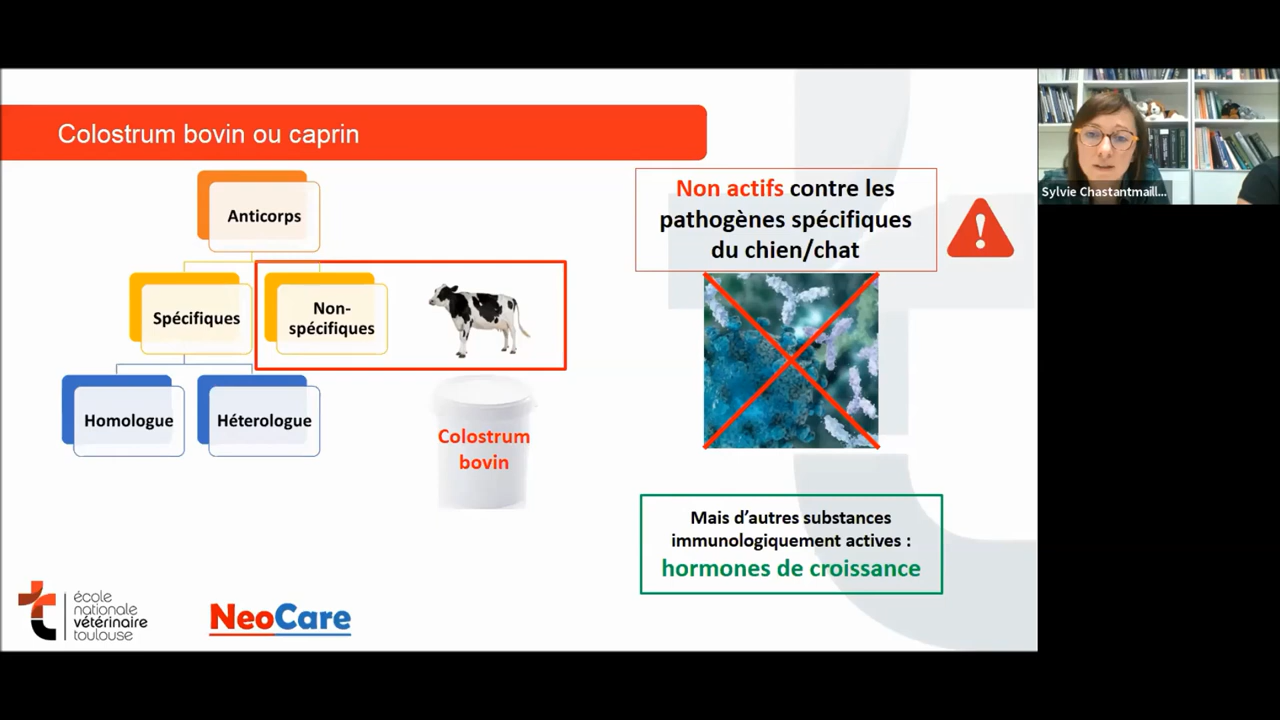 Colostrum bovin ou caprin
Anticorps
Spécifiques
Non-
spécifiques
Homologue
Héterologue
Colostrum
bovin
Non actifs contre les
pathogènes spécifiques
du chien/chat
!
Mais d'autres substances
immunologiquement actives :
hormones de croissance
école
nationale
vétérinaire
toulouse
NeoCare
Sylvie Chastantmaill...